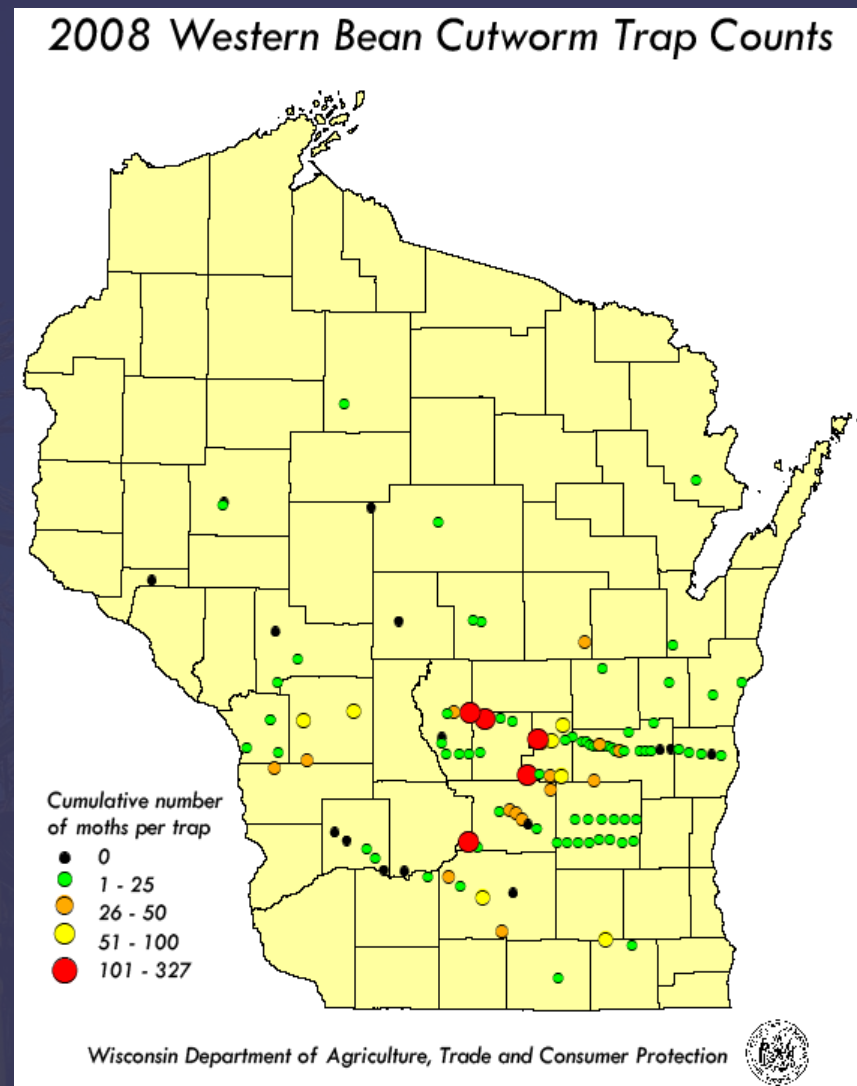 2008 Western Bean Cutworm Trap Counts
Cumulative number
of moths per trap
0
1 - 25
26 - 50
51 - 100
101 - 327
Wisconsin Department of Agriculture, Trade and Consumer Protection